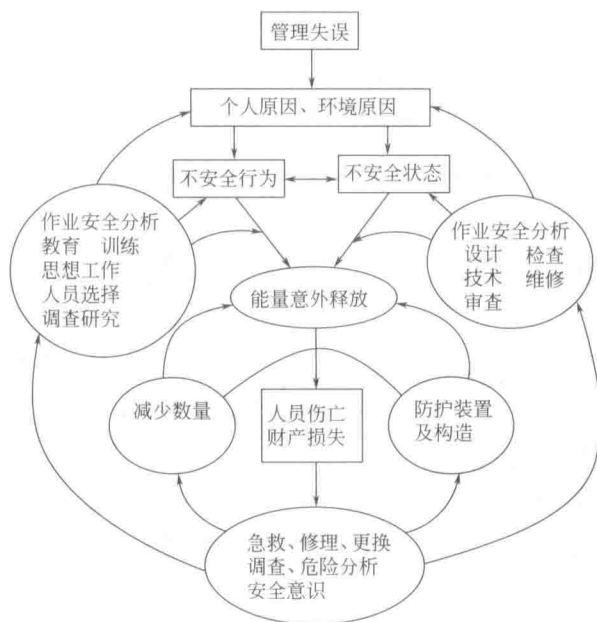 管理失误
个人原因、环境原因
不安全行为
不安全状态
作业安全分析
教育 训练
思想工作
人员选择
调查研究
作业安全分析
设计 检查
技术 维修
审查
能量意外释放
减少数量
人员伤亡
财产损失
防护装置
及构造
急救、修理、更换
调查、危险分析
安全意识